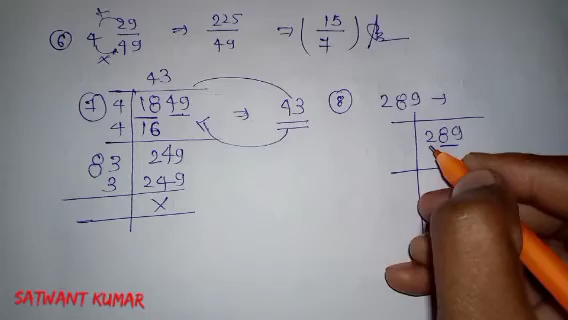 ⑥ 4 29/49 ⇒ 225/49 ⇒ (15/7)
43
⑦ 4 | 1849 ⇒ 43
4 | 16
83 | 249
3 | 249
x
⑧ 289 →
289
SATWANT KUMAR